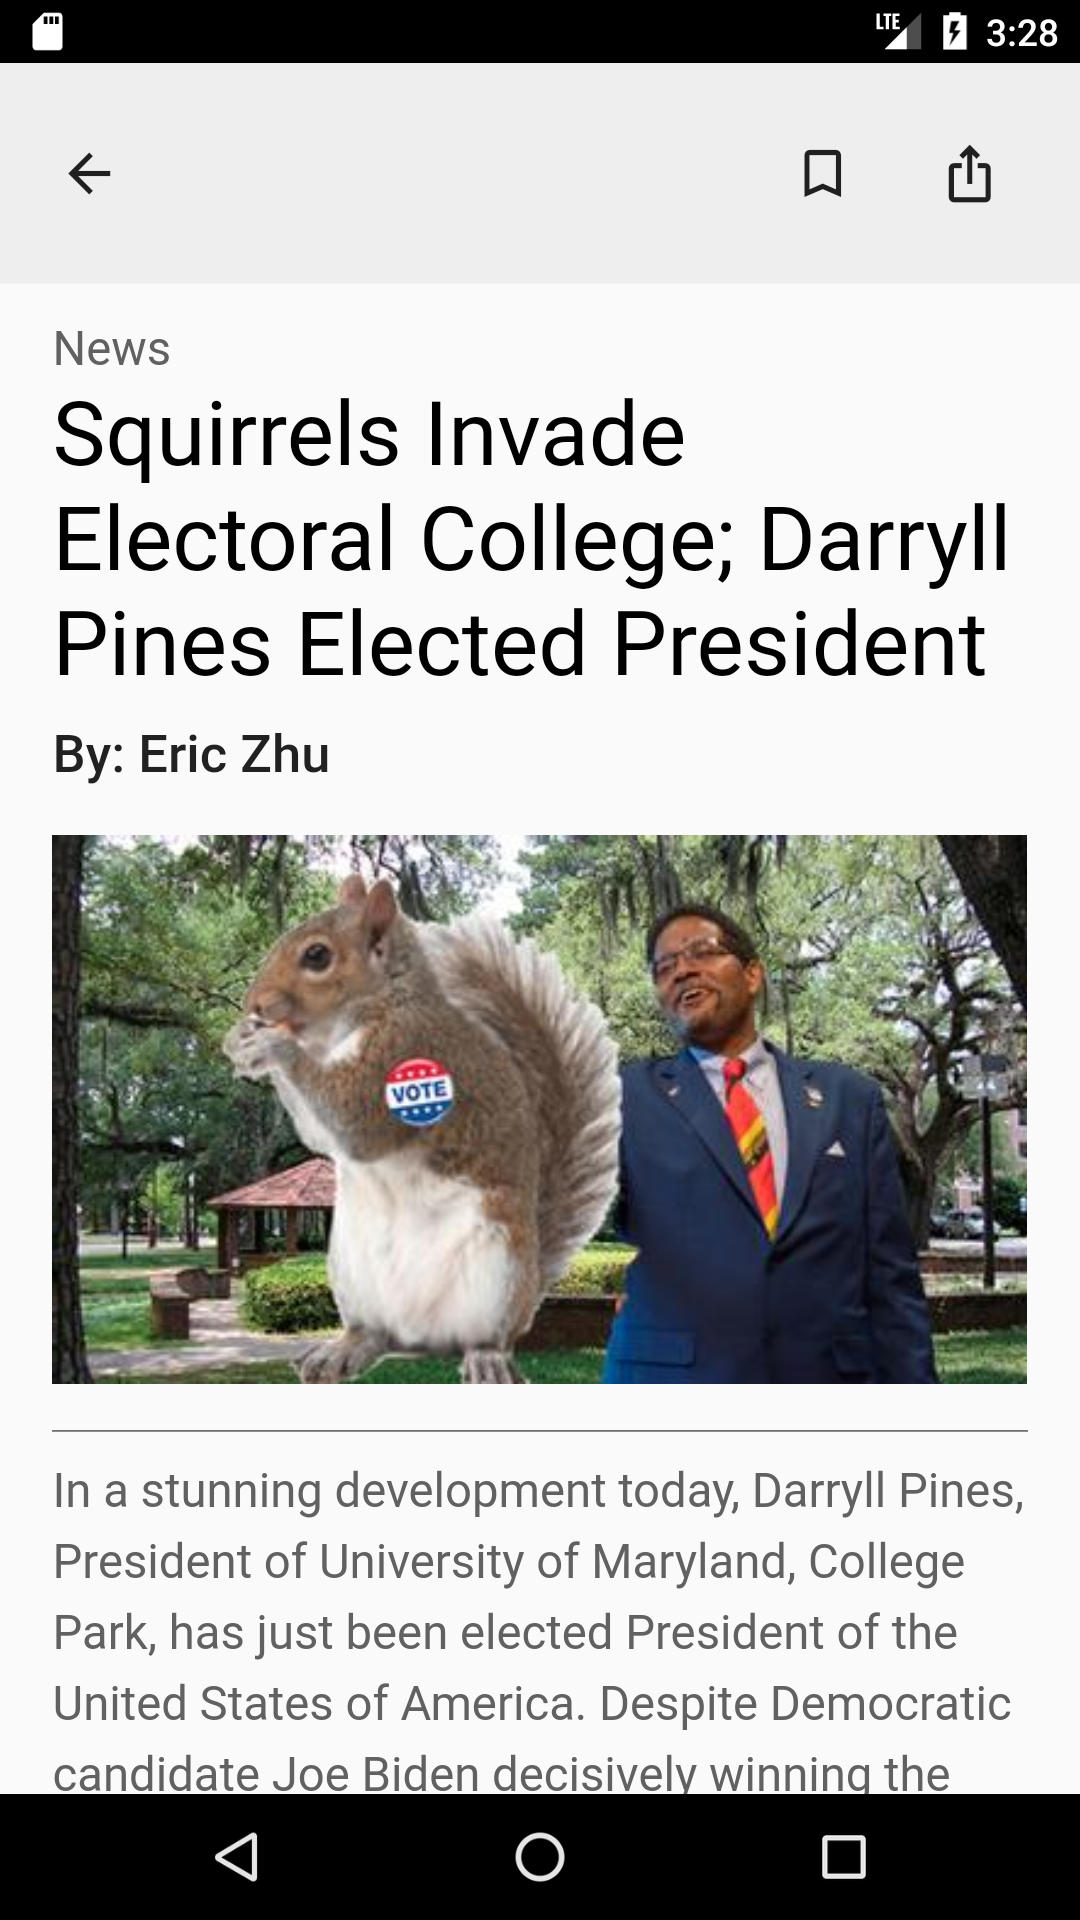 LTE 3:28
News
Squirrels Invade
Electoral College; Darryll
Pines Elected President
By: Eric Zhu
VOTE
In a stunning development today, Darryll Pines,
President of University of Maryland, College
Park, has just been elected President of the
United States of America. Despite Democratic
candidate Joe Biden decisively winning the